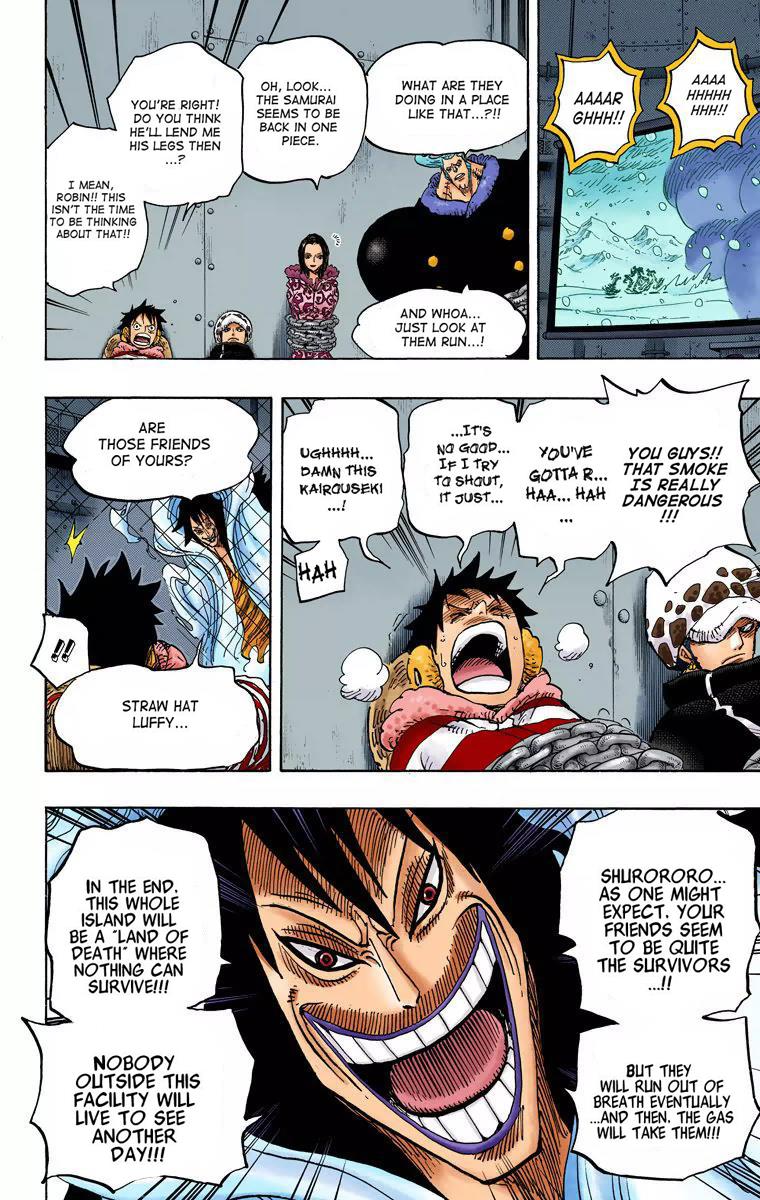 AAAA
HHHHH
HHH!!
AAAAR
GHHH!!
WHAT ARE THEY
DOING IN A PLACE
LIKE THAT...?!!
OH, LOOK...
THE SAMURAI
SEEMS TO BE
BACK IN ONE
PIECE.
YOU'RE RIGHT!
DO YOU THINK
HE'LL LEND ME
HIS LEGS THEN
...?
I MEAN,
ROBIN!! THIS
ISN'T THE TIME
TO BE THINKING
ABOUT THAT!!
AND WHOA...
JUST LOOK AT
THEM RUN...!
YOU GUYS!!
THAT SMOKE
IS REALLY
DANGEROUS
!!!
YOU'VE
GOTTA R...
HAA... HAH
...
...IT'S
NO GOOD...
IF I TRY
TO SHOUT,
IT JUST...
UGHHHH...
DAMN THIS
KAIROUSEKI
...!
HAH
ARE
THOSE FRIENDS
OF YOURS?
!!
STRAW HAT
LUFFY...
SHURORORO...
AS ONE MIGHT
EXPECT. YOUR
FRIENDS SEEM
TO BE QUITE
THE SURVIVORS
...!!
BUT THEY
WILL RUN OUT OF
BREATH EVENTUALLY
...AND THEN. THE GAS
WILL TAKE THEM!!!
IN THE END.
THIS WHOLE
ISLAND WILL
BE A "LAND OF
DEATH" WHERE
NOTHING CAN
SURVIVE!!!
NOBODY
OUTSIDE THIS
FACILITY WILL
LIVE TO SEE
ANOTHER
DAY!!!